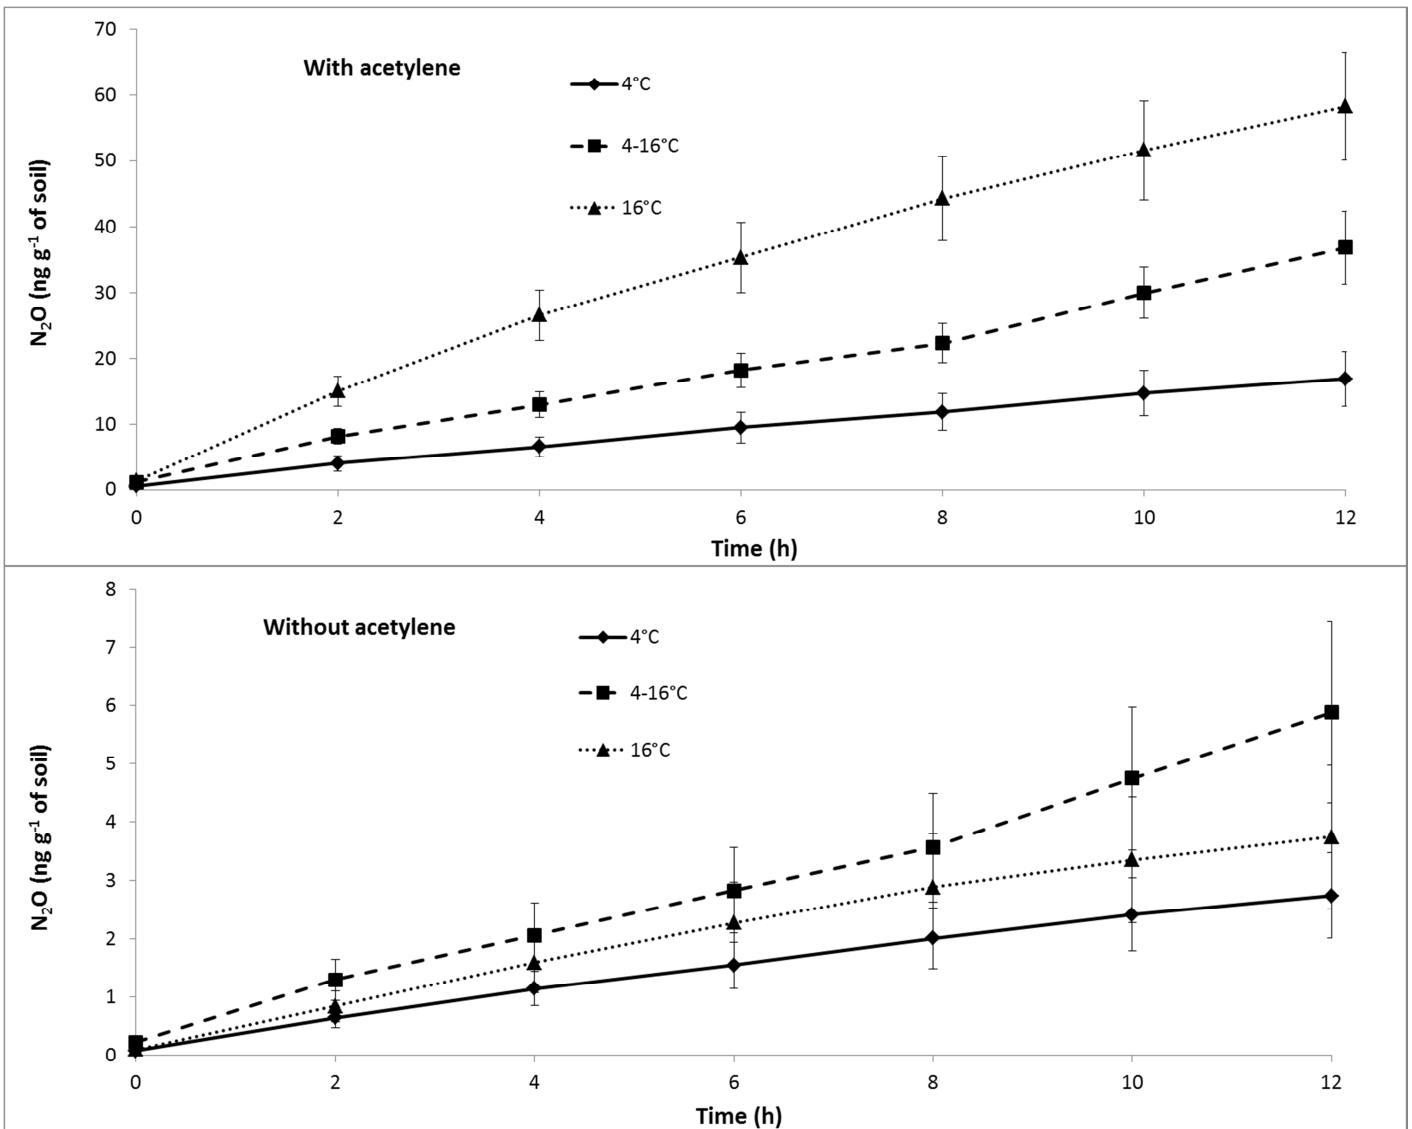 70
60
50
40
30
20
10
0
N₂O (ng g⁻¹ of soil)
With acetylene
4°C
4-16°C
16°C
0 2 4 6 8 10 12
Time (h)
8
7
6
5
4
3
2
1
0
N₂O (ng g⁻¹ of soil)
Without acetylene
4°C
4-16°C
16°C
0 2 4 6 8 10 12
Time (h)